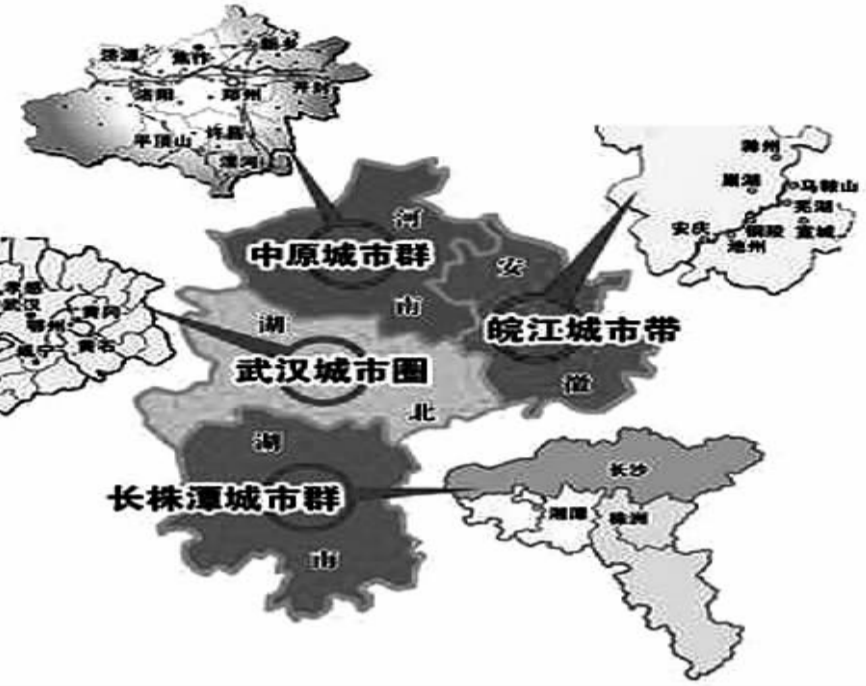 济源
焦作
新乡
洛阳
郑州
开封
平顶山
许昌
漯河
滁州
巢湖
马鞍山
芜湖
安庆
铜陵
宣城
池州
河
中原城市群
南
安
皖江城市带
徽
孝感
武汉
黄冈
鄂州
咸宁
黄石
湖
武汉城市圈
北
湖
长株潭城市群
南
长沙
湘潭
株洲